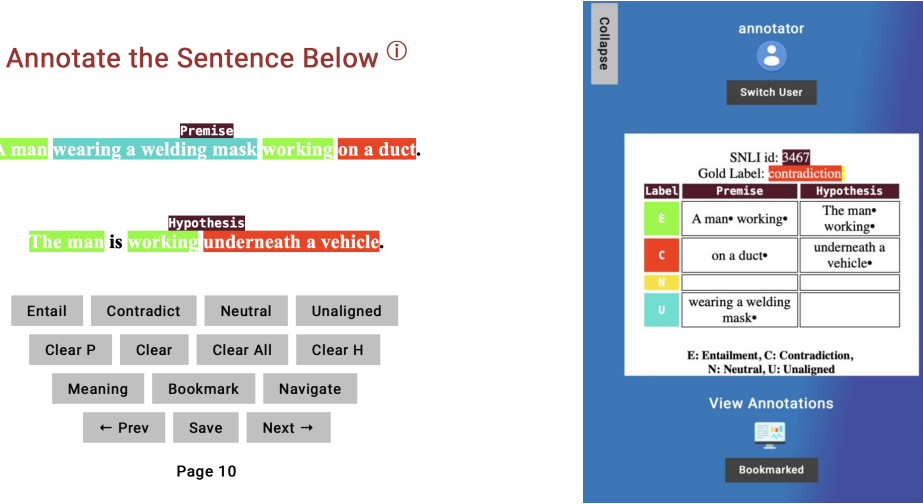 Annotate the Sentence Below ⓘ
Premise
A man wearing a welding mask working on a duct.
Hypothesis
The man is working underneath a vehicle.
Entail Contradict Neutral Unaligned
Clear P Clear Clear All Clear H
Meaning Bookmark Navigate
← Prev Save Next →
Page 10
Collapse
annotator
Switch User
SNLI id: 3467
Gold Label: contradiction
Label Premise Hypothesis
E A man• working• The man•
working•
C on a duct• underneath a
vehicle•
N
U wearing a welding
mask•
E: Entailment, C: Contradiction,
N: Neutral, U: Unaligned
View Annotations
Bookmarked